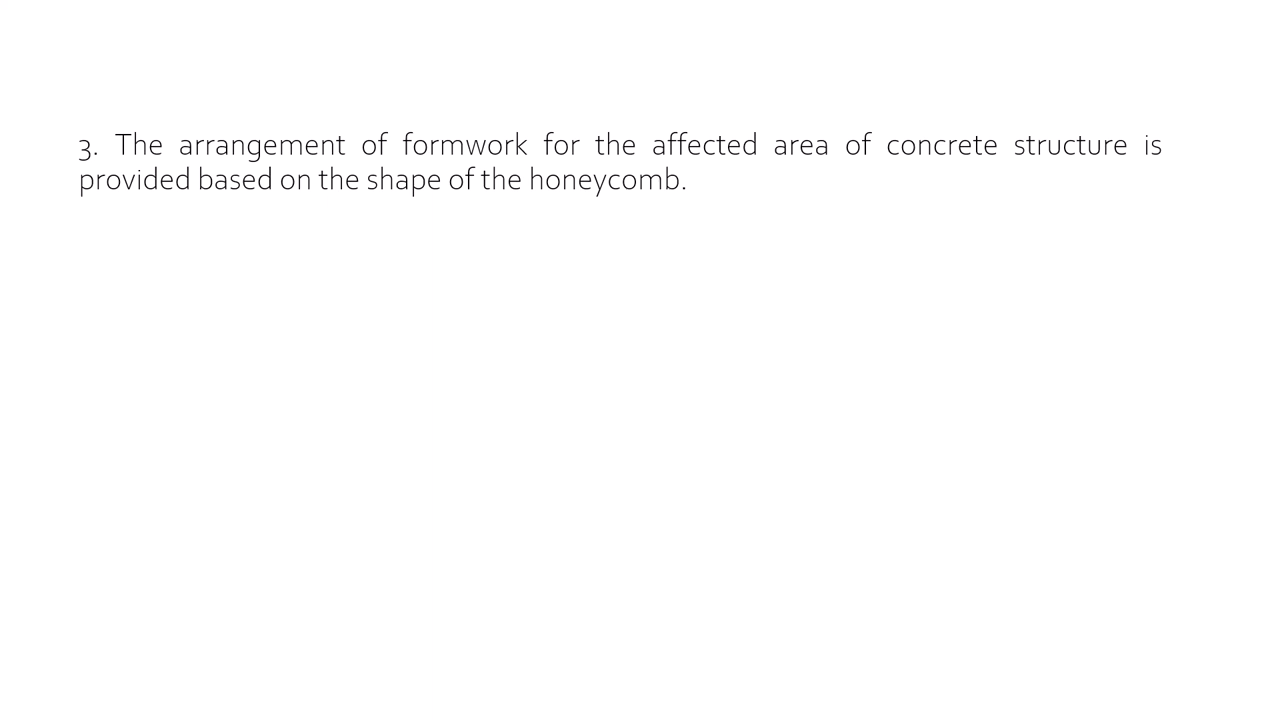 3. The arrangement of formwork for the affected area of concrete structure is
provided based on the shape of the honeycomb.